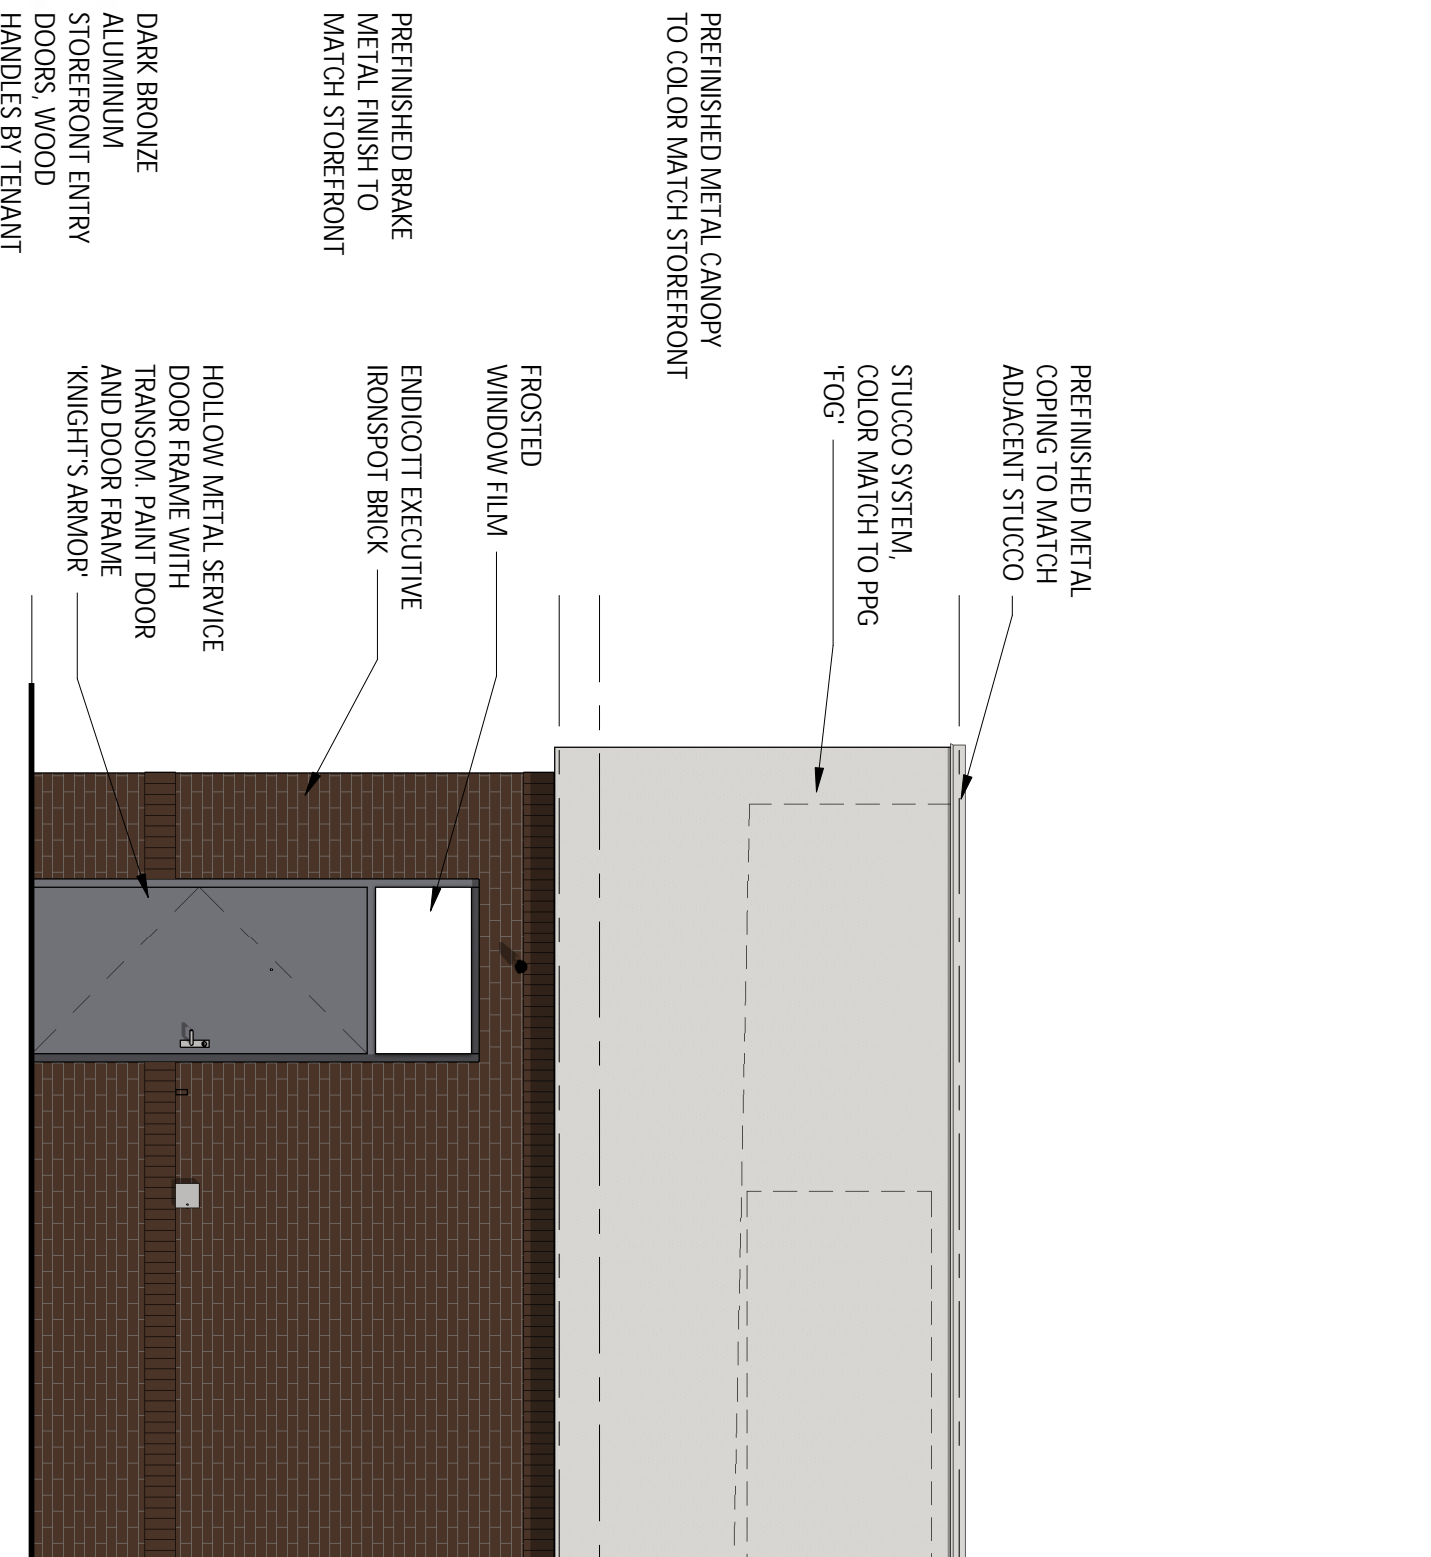 PREFINISHED METAL CANOPY
TO COLOR MATCH STOREFRONT
PREFINISHED BRAKE
METAL FINISH TO
MATCH STOREFRONT
DARK BRONZE
ALUMINUM
STOREFRONT ENTRY
DOORS, WOOD
HANDLES BY TENANT
PREFINISHED METAL
COPING TO MATCH
ADJACENT STUCCO
STUCCO SYSTEM,
COLOR MATCH TO PPG
'FOG'
FROSTED
WINDOW FILM
ENDICOTT EXECUTIVE
IRONSPOT BRICK
HOLLOW METAL SERVICE
DOOR FRAME WITH
TRANSOM. PAINT DOOR
AND DOOR FRAME
'KNIGHT'S ARMOR'